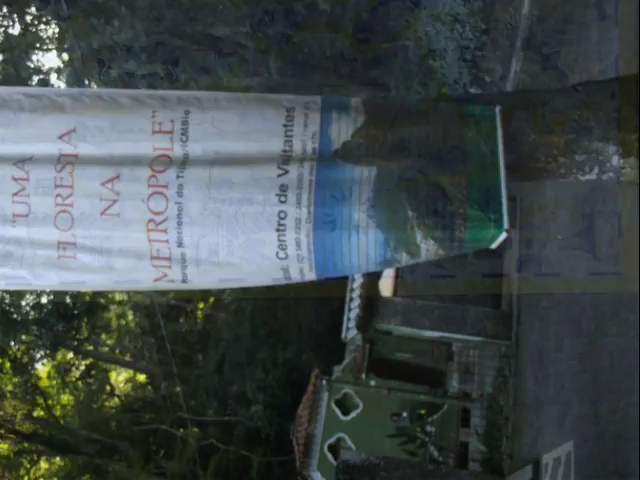 "UMA
FLORESTA
NA
METRÓPOLE"
Parque Nacional da Tijuca/ICMBio
Centro de Visitantes